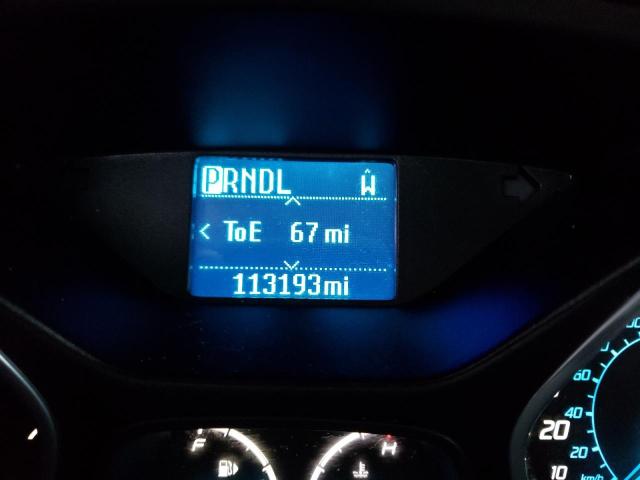 PRNDL Ŵ
< ToE 67 mi
113193mi
F H
60
40
20 20
10 km/h